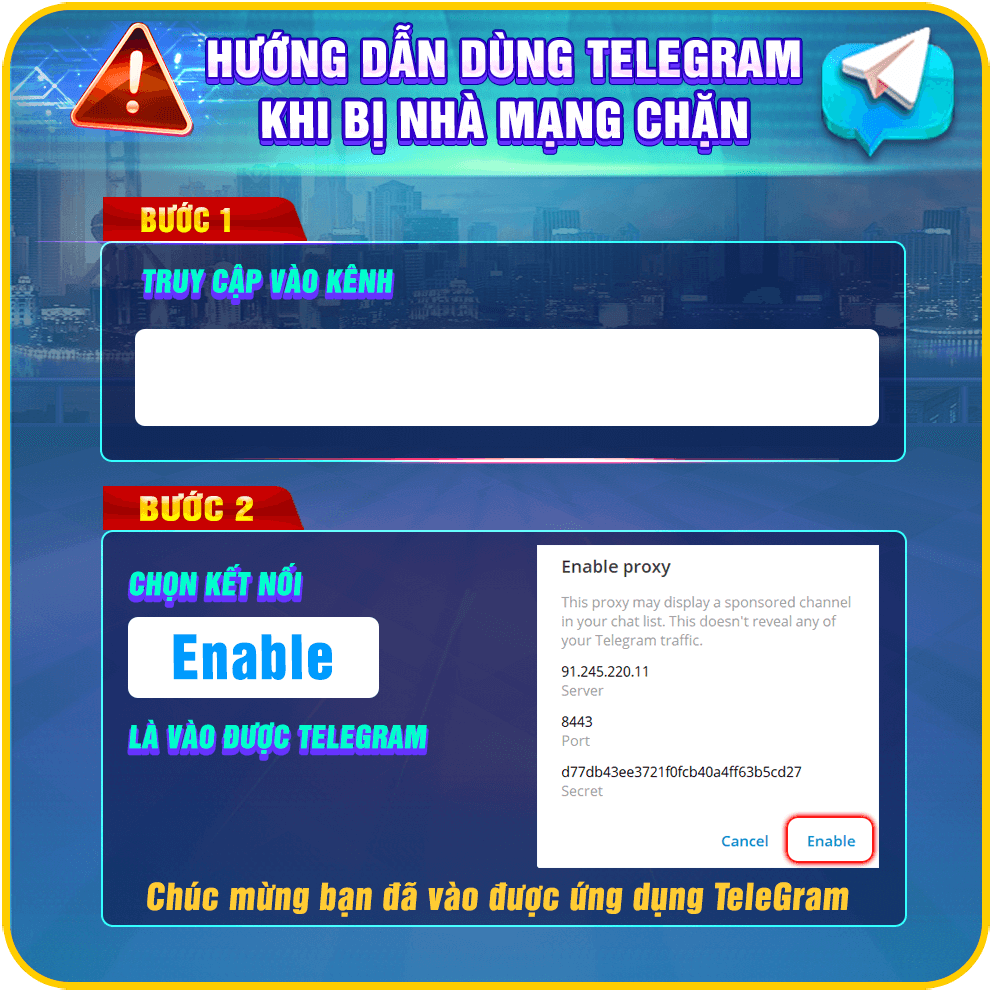 HƯỚNG DẪN DÙNG TELEGRAM
KHI BỊ NHÀ MẠNG CHẶN
BƯỚC 1
TRUY CẬP VÀO KÊNH
BƯỚC 2
CHỌN KẾT NỐI
Enable
LÀ VÀO ĐƯỢC TELEGRAM
Enable proxy
This proxy may display a sponsored channel
in your chat list. This doesn't reveal any of
your Telegram traffic.
91.245.220.11
Server
8443
Port
d77db43ee3721f0fcb40a4ff63b5cd27
Secret
Cancel
Enable
Chúc mừng bạn đã vào được ứng dụng TeleGram